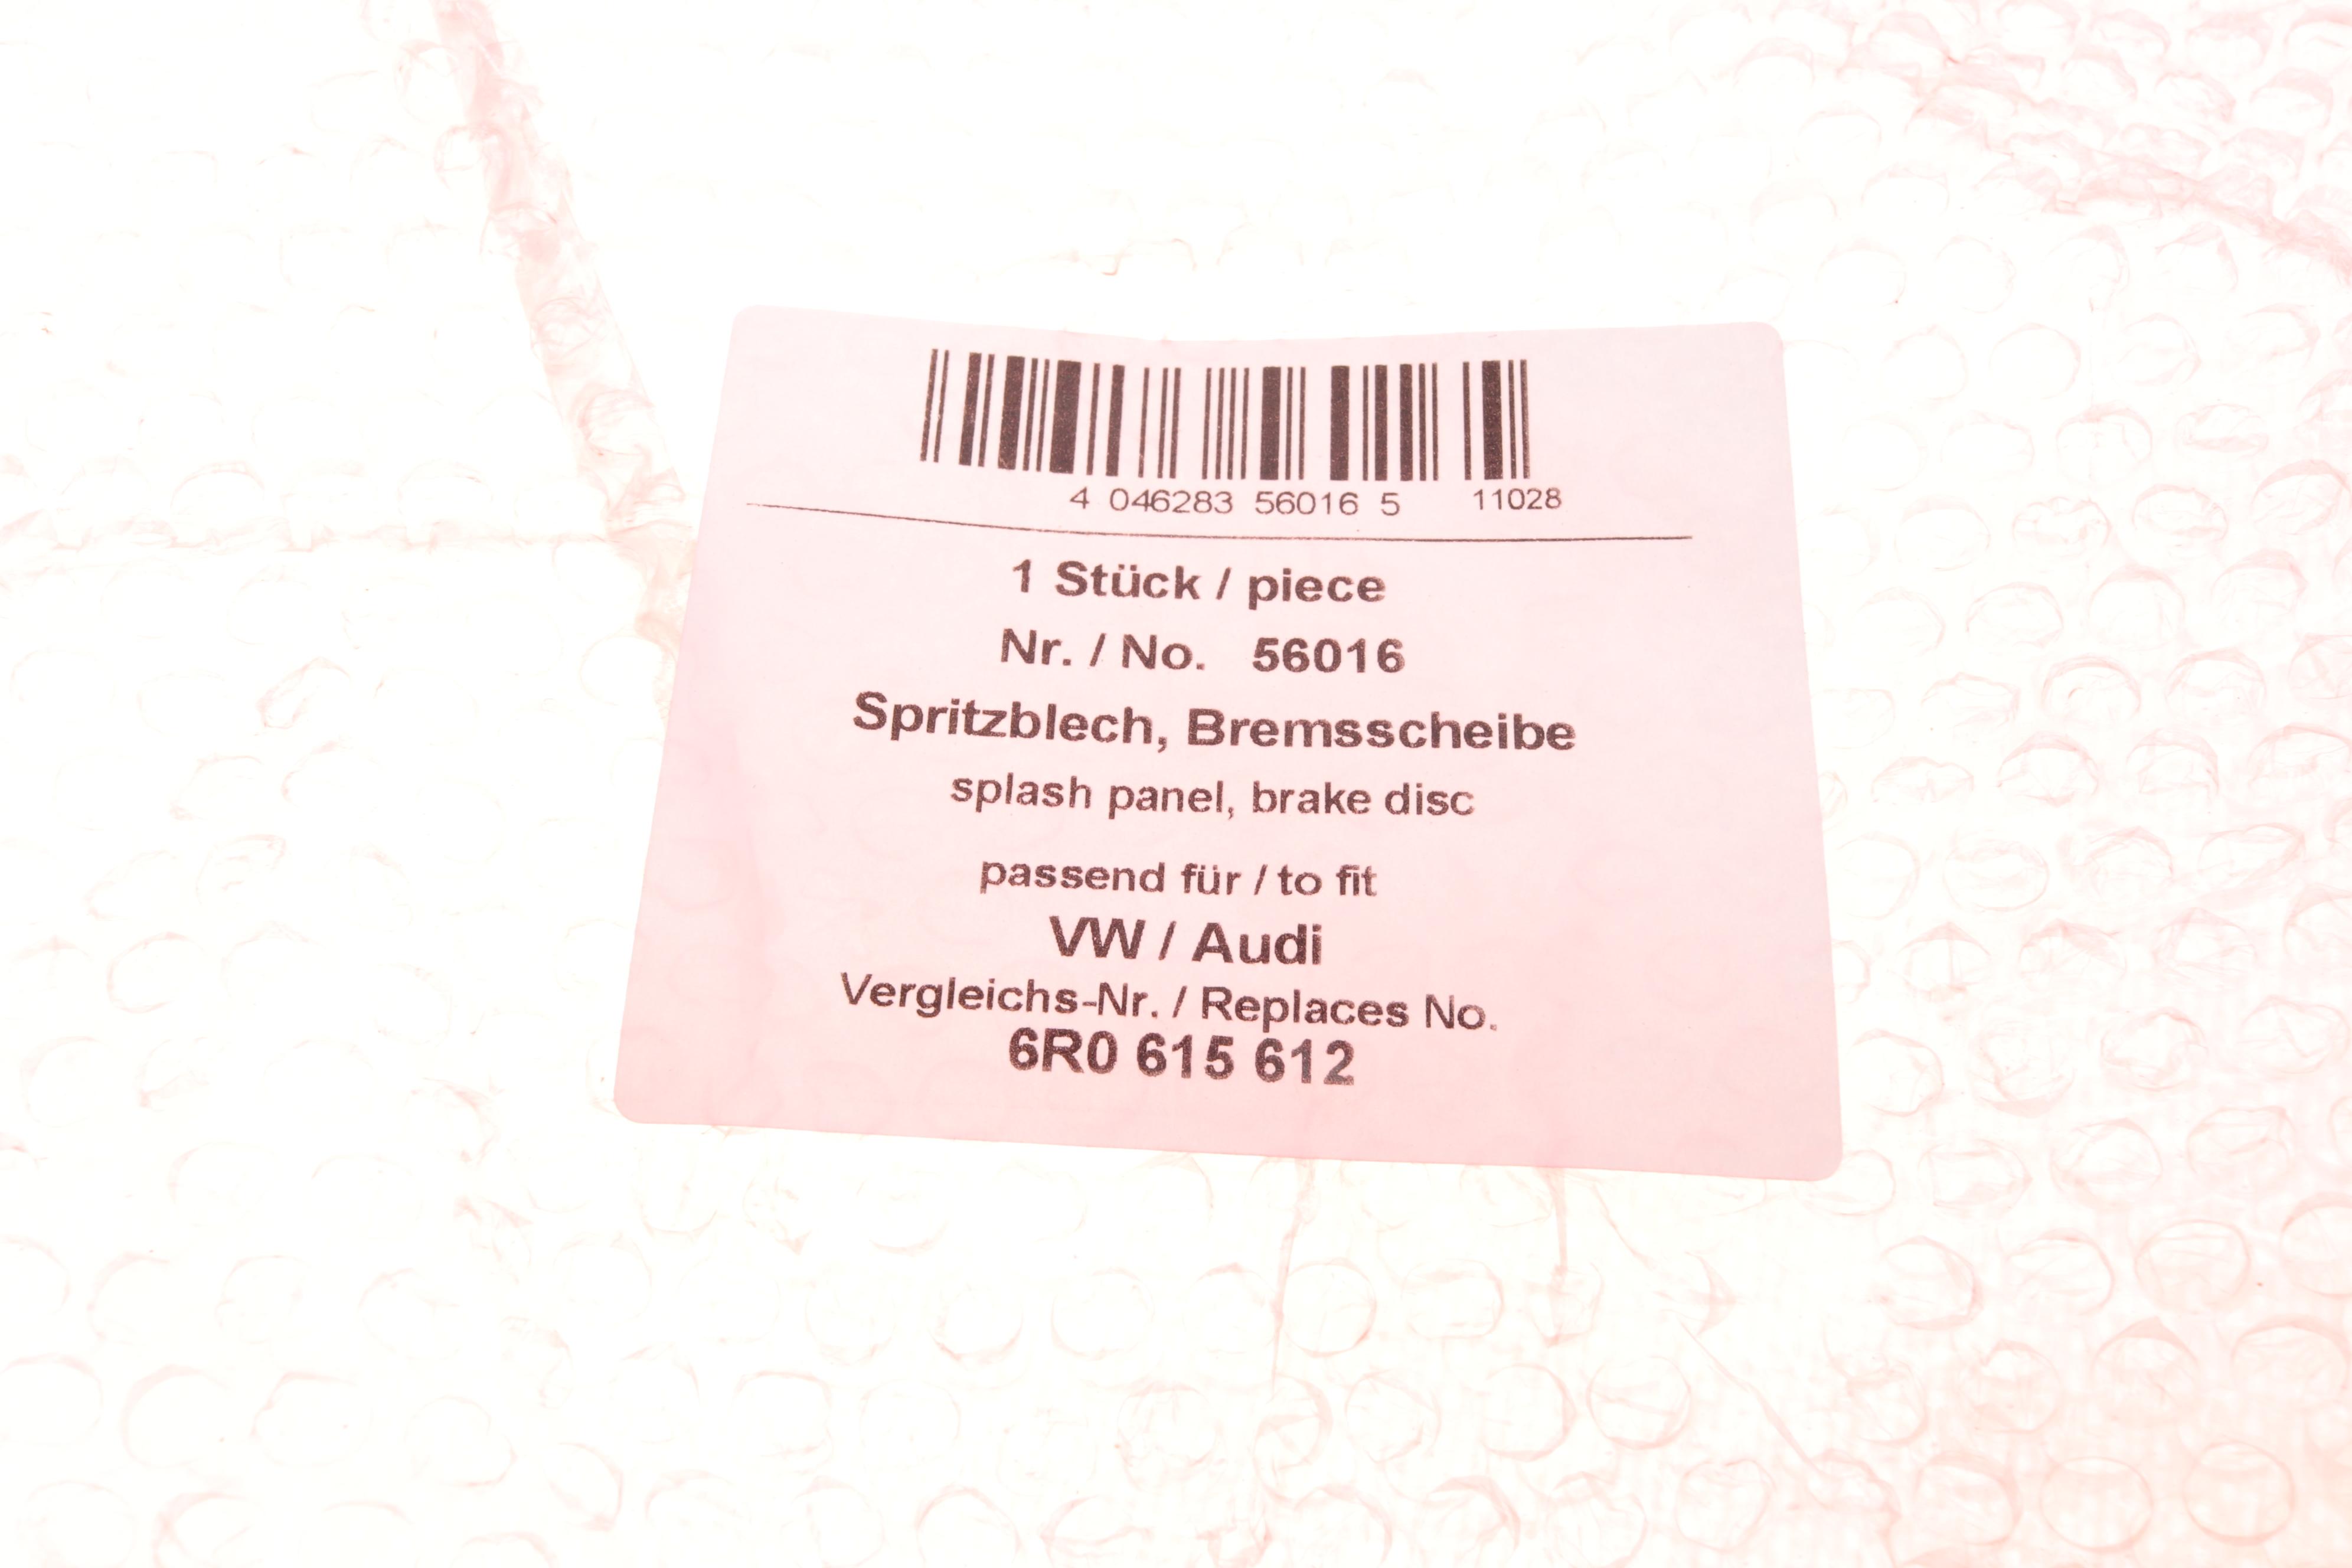 4 046283 56016 5 11028
1 Stück / piece
Nr. / No. 56016
Spritzblech, Bremsscheibe
splash panel, brake disc
passend für / to fit
VW / Audi
Vergleichs-Nr. / Replaces No.
6R0 615 612